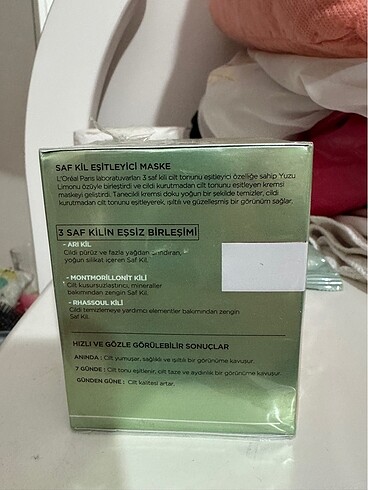 SAF KİL EŞİTLEYİCİ MASKE
L'Oréal Paris laboratuvarları 3 saf kili cilt tonunu eşitleyici özelliğe sahip Yuzu
Limonu özüyle birleştirdi ve cildi kurutmadan cilt tonunu eşitleyen kremsi
maskeyi geliştirdi. Tanecikli kremsi doku yoğun bir şekilde temizler, cildi
kurutmadan cilt tonunu eşitleyerek, ışıltılı ve güzelleşmiş bir görünüm sağlar.
3 SAF KİLİN EŞSİZ BİRLEŞİMİ
- ARI KİL
Cildi pürüz ve fazla yağdan arındıran,
yoğun silikat içeren Saf Kil.
- MONTMORILLONIT KİLİ
Cilt kusursuzlaştırıcı, mineraller
bakımından zengin Saf Kil.
- RHASSOUL KİLİ
Cildi temizlemeye yardımcı elementler bakımından zengin
Saf Kil.
HIZLI VE GÖZLE GÖRÜLEBİLİR SONUÇLAR
ANINDA : Cilt yumuşar, sağlıklı ve ışıltılı bir görünüme kavuşur.
7 GÜNDE : Cilt tonu eşitlenir, cilt taze ve aydınlık bir görünüme kavuşur.
GÜNDEN GÜNE : Cilt kalitesi artar.